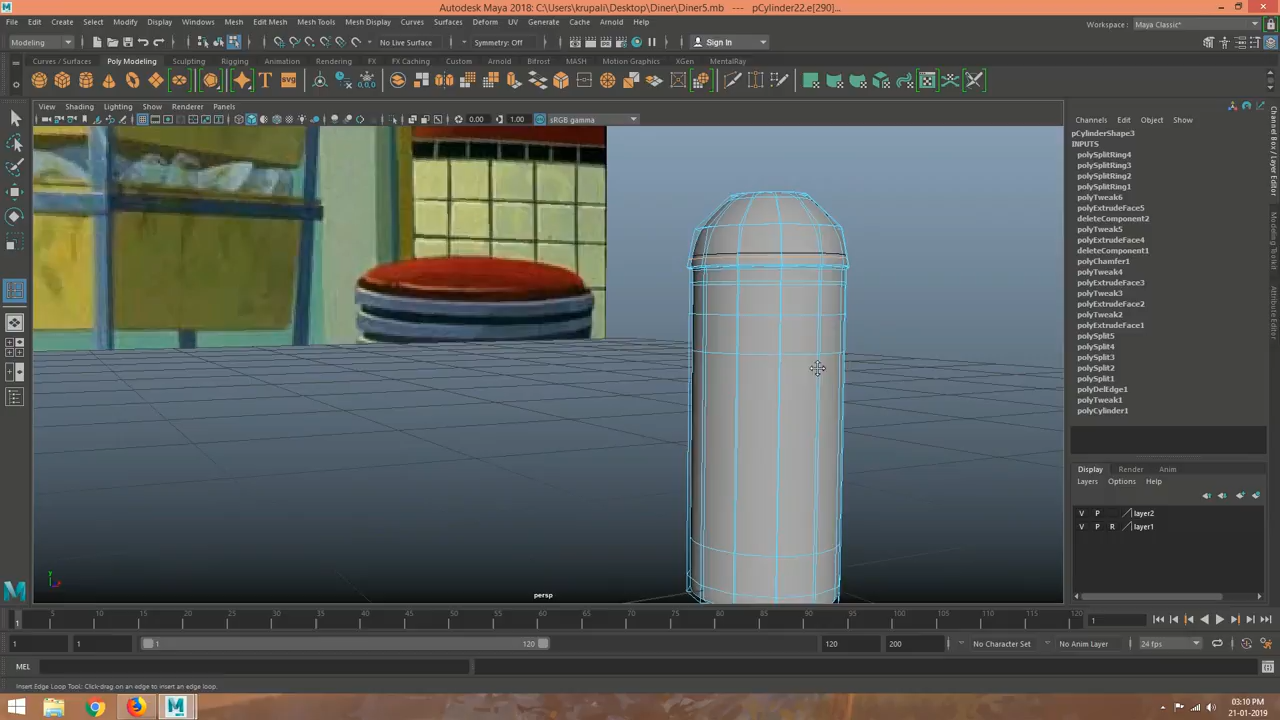 Autodesk Maya 2018: C:\Users\krupali\Desktop\Diner\Diner5.mb --- pCylinder22.e[290]...
File Edit Create Select Modify Display Windows Mesh Edit Mesh Mesh Tools Mesh Display Curves Surfaces Deform UV Generate Cache Arnold Help
Workspace: Maya Classic*
Modeling No Live Surface Symmetry: Off Sign In
Curves / Surfaces Poly Modeling Sculpting Rigging Animation Rendering FX FX Caching Custom Arnold Bifrost MASH Motion Graphics XGen MentalRay
View Shading Lighting Show Renderer Panels
0.00 1.00 sRGB gamma
Channels Edit Object Show
pCylinderShape3
INPUTS
polySplitRing4
polySplitRing3
polySplitRing2
polySplitRing1
polyTweak6
polyExtrudeFace5
deleteComponent2
polyTweak5
polyExtrudeFace4
deleteComponent1
polyChamfer1
polyTweak4
polyExtrudeFace3
polyTweak3
polyExtrudeFace2
polyTweak2
polyExtrudeFace1
polySplit5
polySplit4
polySplit3
polySplit2
polySplit1
polyDelEdge1
polyTweak1
polyCylinder1
Channel Box / Layer Editor
Modeling Toolkit
Attribute Editor
Display Render Anim
Layers Options Help
V P layer2
V P R layer1
persp
5 10 15 20 25 30 35 40 45 50 55 60 65 70 75 80 85 90 95 100 105 110 115 120
1
1 1 1 120 120 200 No Character Set No Anim Layer 24 fps
MEL
Insert Edge Loop Tool: Click-drag on an edge to insert an edge loop.
03:10 PM
21-01-2019